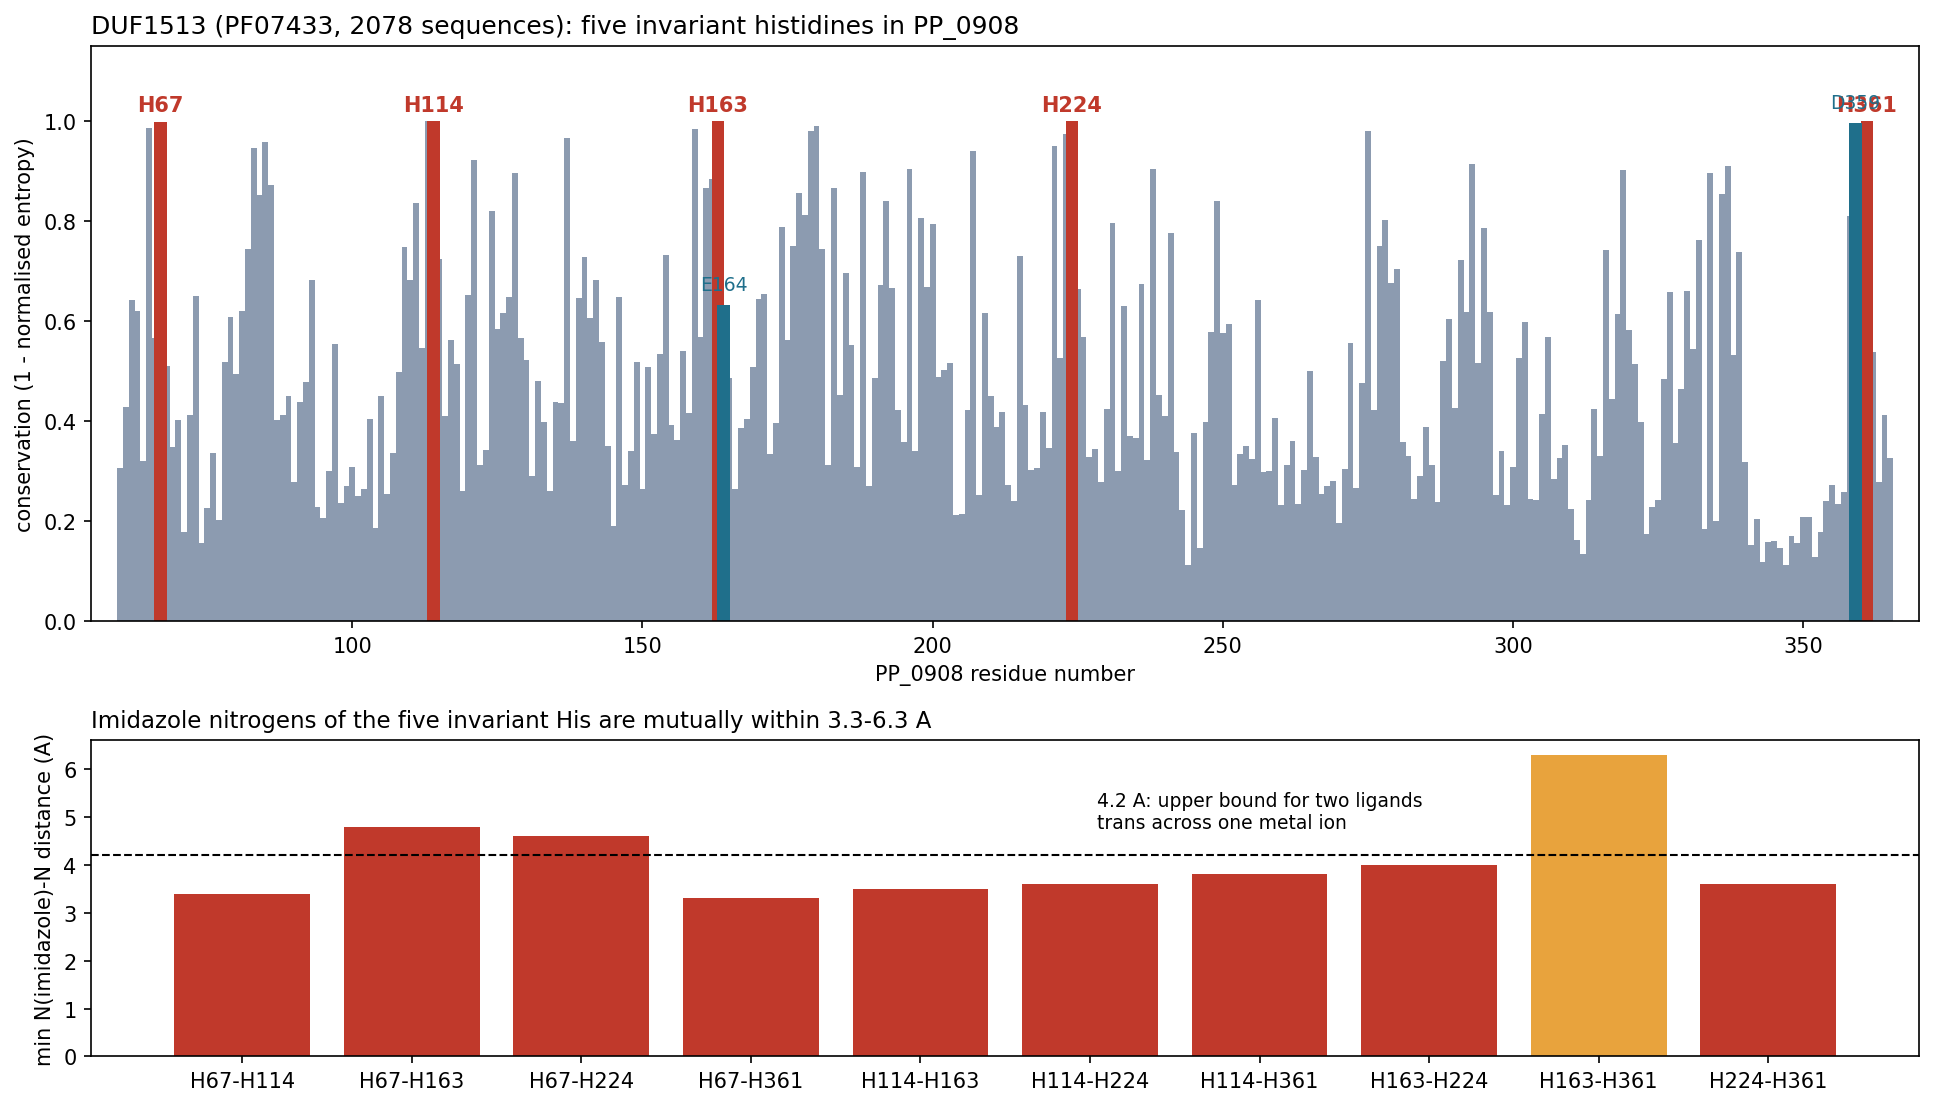 DUF1513 (PF07433, 2078 sequences): five invariant histidines in PP_0908
conservation (1 - normalised entropy)
1.0
0.8
0.6
0.4
0.2
0.0
H67
H114
H163
H224
H361
E164
100
150
200
250
300
350
PP_0908 residue number
Imidazole nitrogens of the five invariant His are mutually within 3.3-6.3 A
min N(imidazole)-N distance (A)
6
5
4
3
2
1
0
4.2 A: upper bound for two ligands
trans across one metal ion
H67-H114
H67-H163
H67-H224
H67-H361
H114-H163
H114-H224
H114-H361
H163-H224
H163-H361
H224-H361